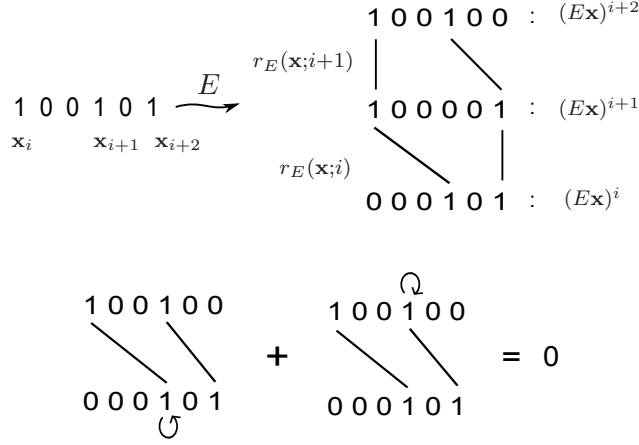 1 0 0 1 0 0 : (Ex)^{i+2}
r_E(x;i+1)
1 0 0 1 0 1 E 1 0 0 0 0 1 : (Ex)^{i+1}
x_i x_{i+1} x_{i+2}
r_E(x;i)
0 0 0 1 0 1 : (Ex)^i
1 0 0 1 0 0 1 0 0 1 0 0
+ = 0
0 0 0 1 0 1 0 0 0 1 0 1